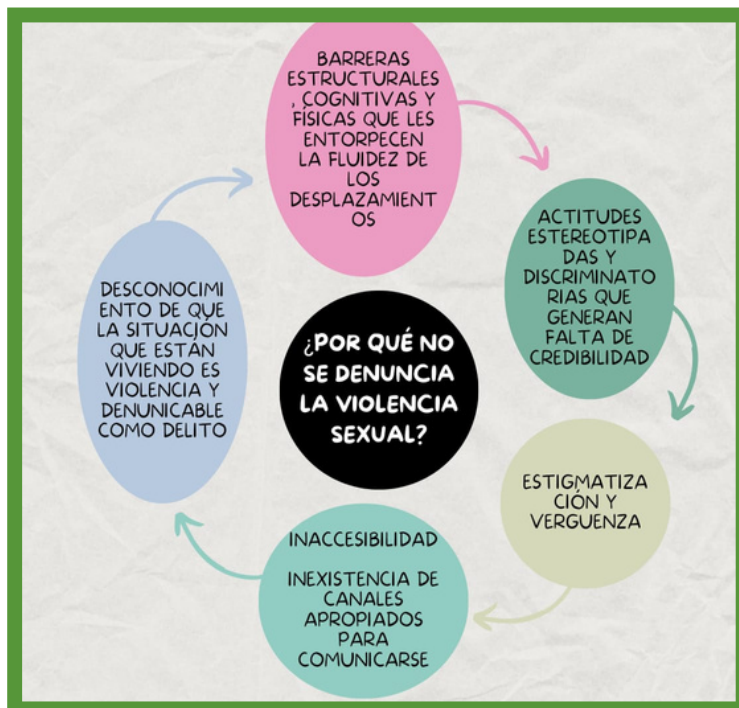 BARRERAS
ESTRUCTURALES
, COGNITIVAS Y
FÍSICAS QUE LES
ENTORPECEN
LA FLUIDEZ DE
LOS
DESPLAZAMIENT
OS
ACTITUDES
ESTEREOTIPA
DAS Y
DISCRIMINATO
RIAS QUE
GENERAN
FALTA DE
CREDIBILIDAD
ESTIGMATIZA
CIÓN Y
VERGUENZA
INACCESIBILIDAD
INEXISTENCIA DE
CANALES
APROPIADOS
PARA
COMUNICARSE
DESCONOCIMI
ENTO DE QUE
LA SITUACIÓN
QUE ESTÁN
VIVIENDO ES
VIOLENCIA Y
DENUNICABLE
COMO DELITO
¿POR QUÉ NO
SE DENUNCIA
LA VIOLENCIA
SEXUAL?